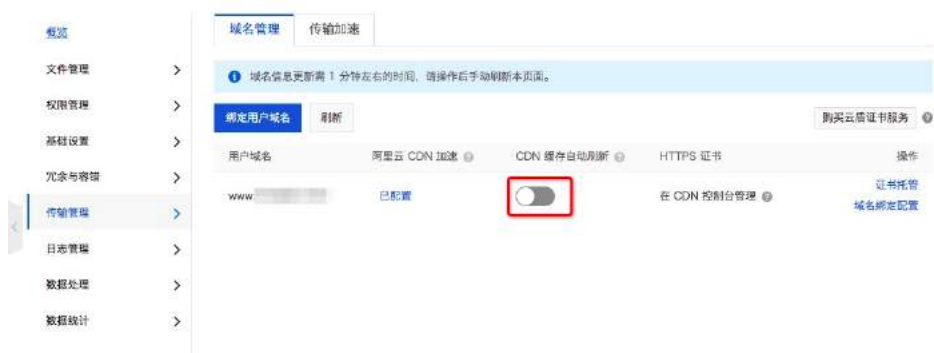 概览
文件管理
权限管理
基础设置
冗余与容错
传输管理
日志管理
数据处理
数据统计
域名管理 传输加速
域名信息更新需 1 分钟左右的时间，请操作后手动刷新本页面。
绑定用户域名 刷新 购买云盾证书服务
用户域名 阿里云 CDN 加速 CDN 缓存自动刷新 HTTPS 证书 操作
www. 已配置 在 CDN 控制台管理 证书托管
域名绑定配置